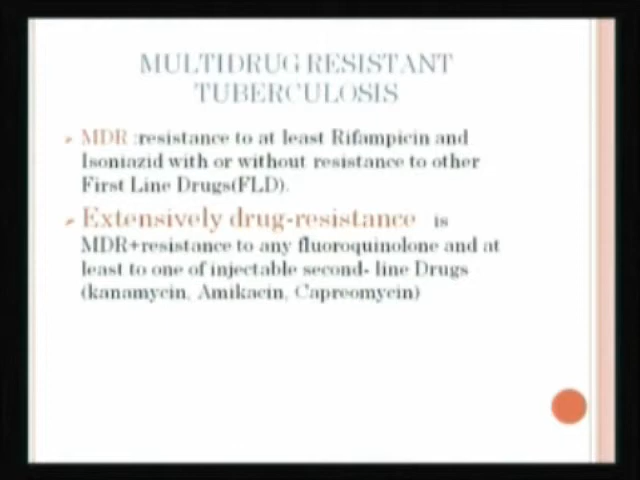 MULTIDRUG RESISTANT
TUBERCULOSIS
MDR :resistance to at least Rifampicin and
Isoniazid with or without resistance to other
First Line Drugs(FLD).
Extensively drug-resistance is
MDR+resistance to any fluoroquinolone and at
least to one of injectable second- line Drugs
(kanamycin, Amikacin, Capreomycin)